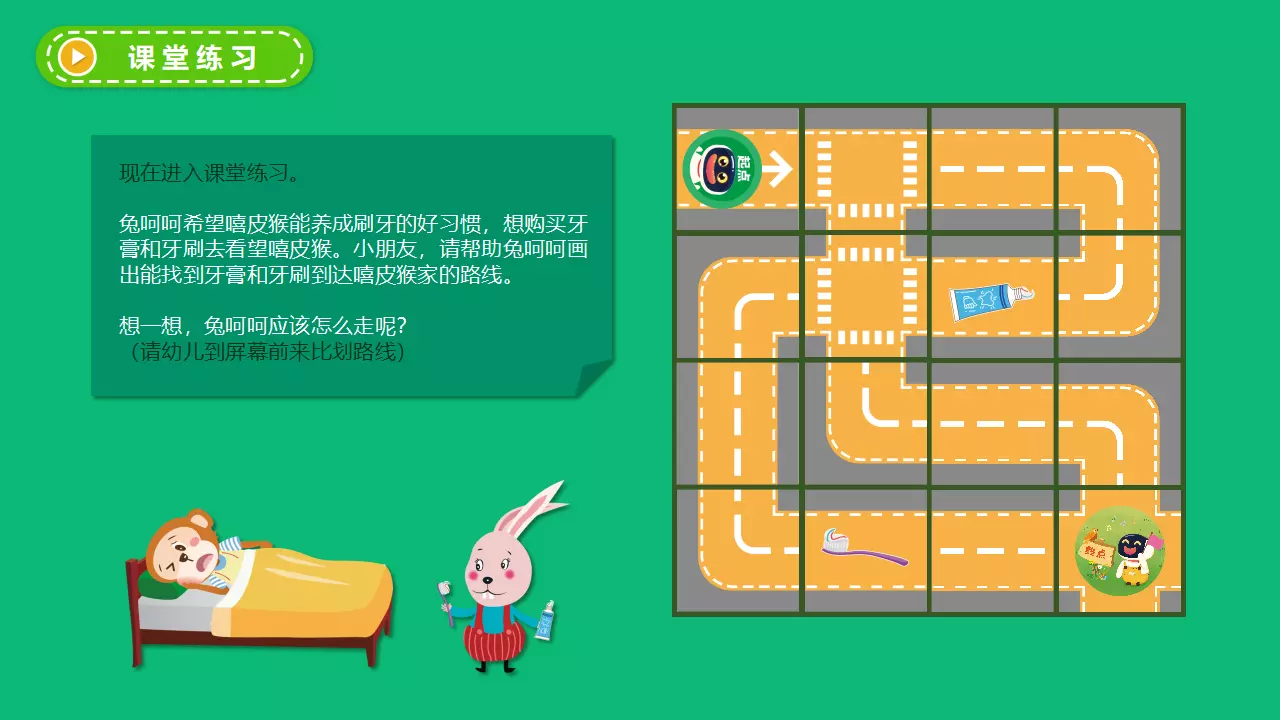 课堂练习
现在进入课堂练习。
兔呵呵希望嘻皮猴能养成刷牙的好习惯，想购买牙
膏和牙刷去看望嘻皮猴。小朋友，请帮助兔呵呵画
出能找到牙膏和牙刷到达嘻皮猴家的路线。
想一想，兔呵呵应该怎么走呢？
（请幼儿到屏幕前来比划路线）
起点
终点